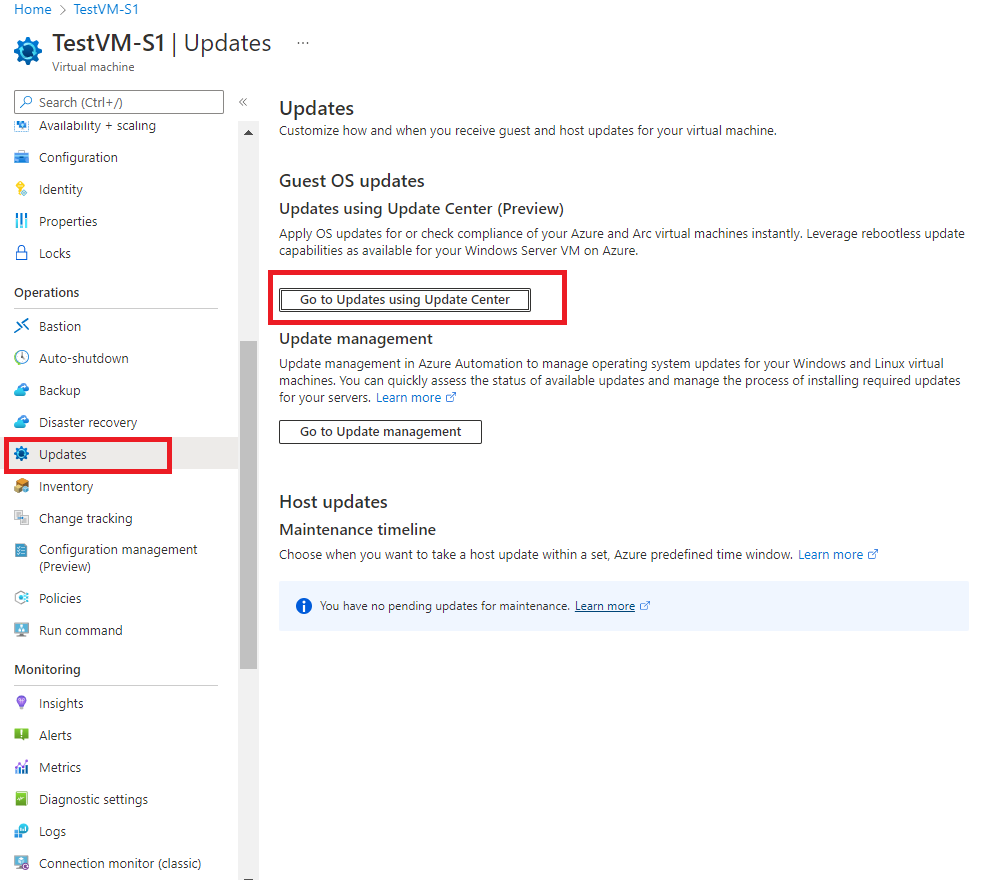 Home > TestVM-S1
TestVM-S1 | Updates ...
Virtual machine
Search (Ctrl+/) «
Availability + scaling
Configuration
Identity
Properties
Locks
Operations
Bastion
Auto-shutdown
Backup
Disaster recovery
Updates
Inventory
Change tracking
Configuration management
(Preview)
Policies
Run command
Monitoring
Insights
Alerts
Metrics
Diagnostic settings
Logs
Connection monitor (classic)
Updates
Customize how and when you receive guest and host updates for your virtual machine.
Guest OS updates
Updates using Update Center (Preview)
Apply OS updates for or check compliance of your Azure and Arc virtual machines instantly. Leverage rebootless update
capabilities as available for your Windows Server VM on Azure.
Go to Updates using Update Center
Update management
Update management in Azure Automation to manage operating system updates for your Windows and Linux virtual
machines. You can quickly assess the status of available updates and manage the process of installing required updates
for your servers. Learn more
Go to Update management
Host updates
Maintenance timeline
Choose when you want to take a host update within a set, Azure predefined time window. Learn more
You have no pending updates for maintenance. Learn more